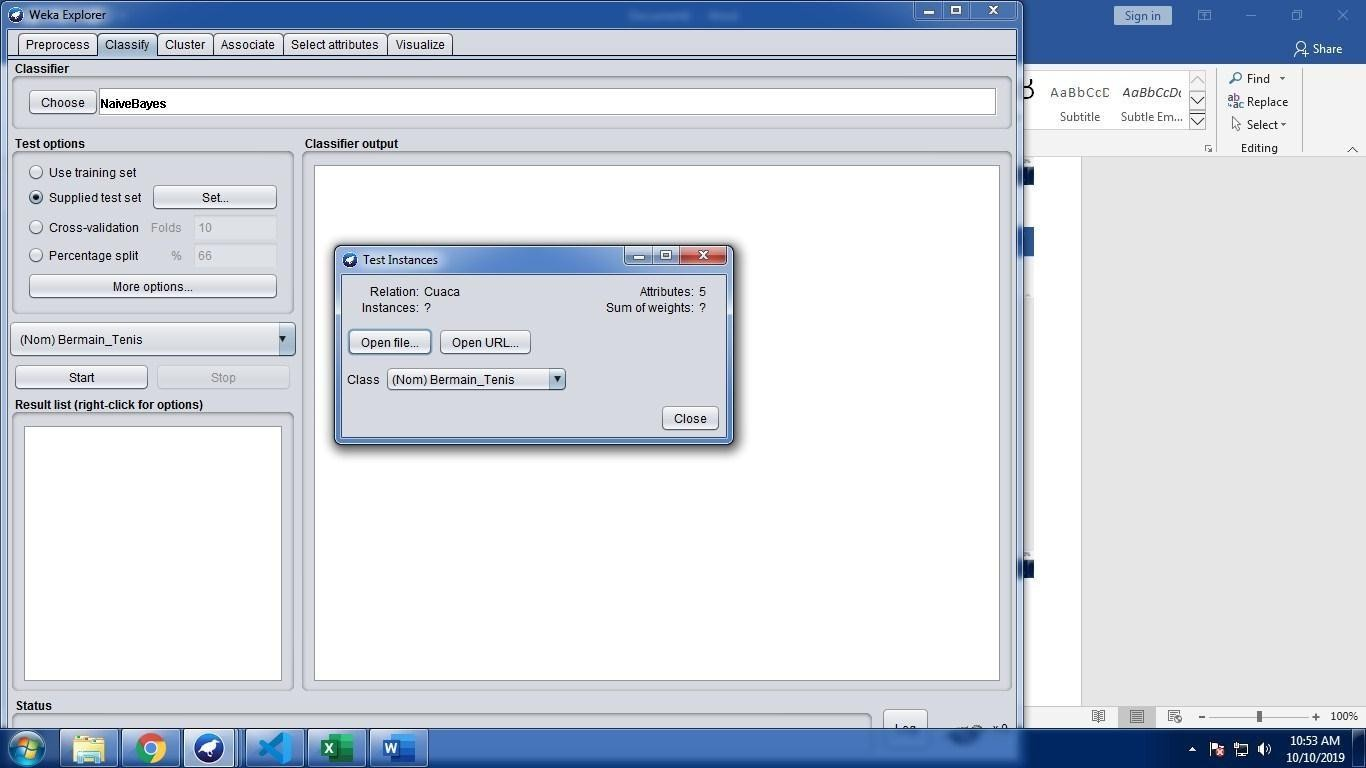 Weka Explorer
Sign in
Share
Preprocess Classify Cluster Associate Select attributes Visualize
Classifier
Choose NaiveBayes
Test options
Use training set
Supplied test set Set...
Cross-validation Folds 10
Percentage split % 66
More options...
(Nom) Bermain_Tenis
Start Stop
Result list (right-click for options)
Classifier output
Test Instances
Relation: Cuaca Attributes: 5
Instances: ? Sum of weights: ?
Open file... Open URL...
Class (Nom) Bermain_Tenis
Close
Status
Log x 0
AaBbCcD AaBbCcDc
Subtitle Subtle Em...
Find
Replace
Select
Editing
100%
10:53 AM
10/10/2019